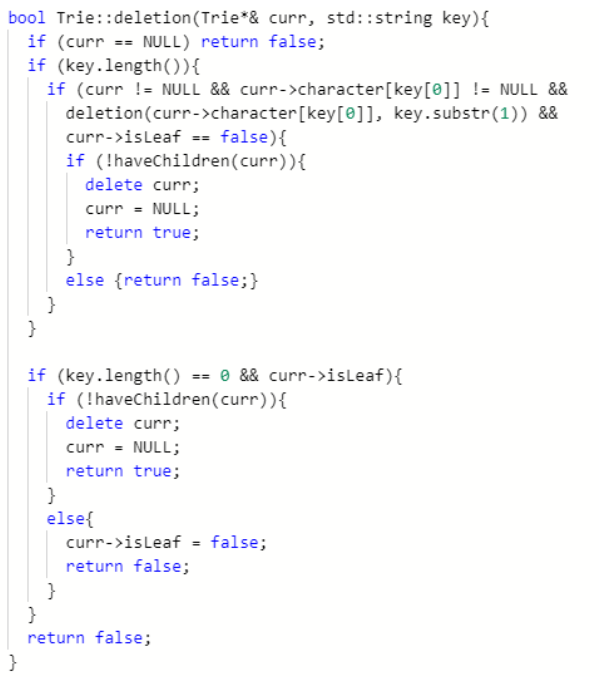 bool Trie::deletion(Trie*& curr, std::string key){
if (curr == NULL) return false;
if (key.length()){
if (curr != NULL && curr->character[key[0]] != NULL &&
deletion(curr->character[key[0]], key.substr(1)) &&
curr->isLeaf == false){
if (!haveChildren(curr)){
delete curr;
curr = NULL;
return true;
}
else {return false;}
}
}
if (key.length() == 0 && curr->isLeaf){
if (!haveChildren(curr)){
delete curr;
curr = NULL;
return true;
}
else{
curr->isLeaf = false;
return false;
}
}
return false;
}